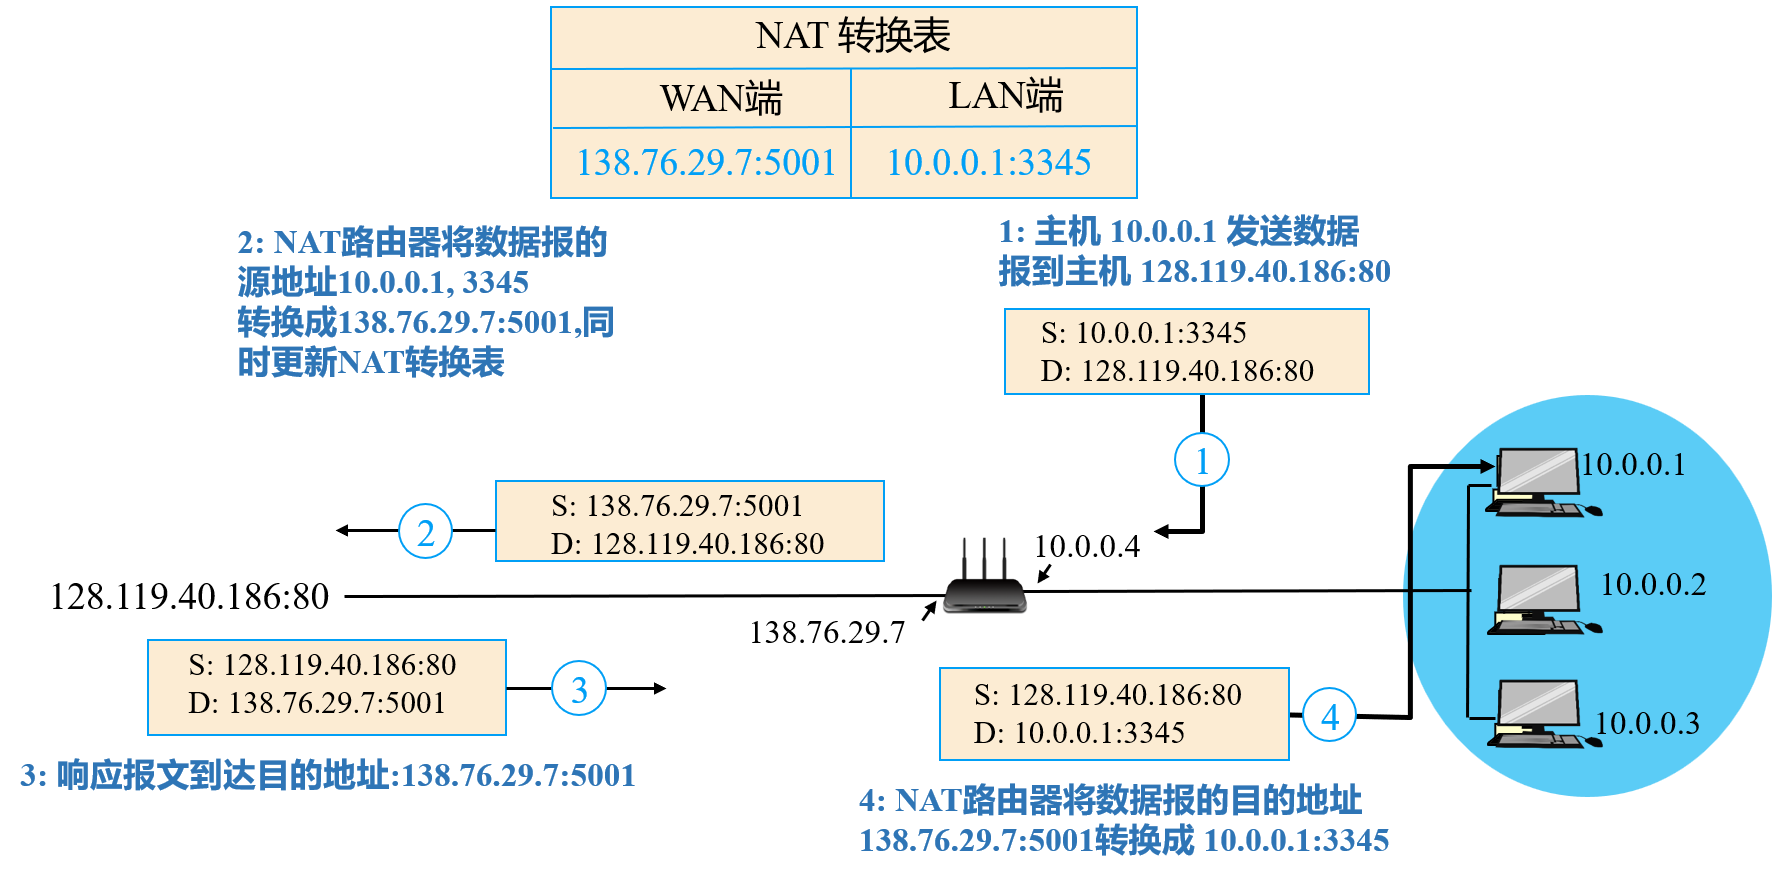 NAT 转换表
WAN端
LAN端
138.76.29.7:5001
10.0.0.1:3345
2: NAT路由器将数据报的
源地址10.0.0.1, 3345
转换成138.76.29.7:5001,同
时更新NAT转换表
1: 主机 10.0.0.1 发送数据
报到主机 128.119.40.186:80
S: 10.0.0.1:3345
D: 128.119.40.186:80
1
S: 138.76.29.7:5001
D: 128.119.40.186:80
2
10.0.0.1
10.0.0.4
10.0.0.2
128.119.40.186:80
138.76.29.7
S: 128.119.40.186:80
D: 138.76.29.7:5001
3
S: 128.119.40.186:80
D: 10.0.0.1:3345
4
10.0.0.3
3: 响应报文到达目的地址:138.76.29.7:5001
4: NAT路由器将数据报的目的地址
138.76.29.7:5001转换成 10.0.0.1:3345